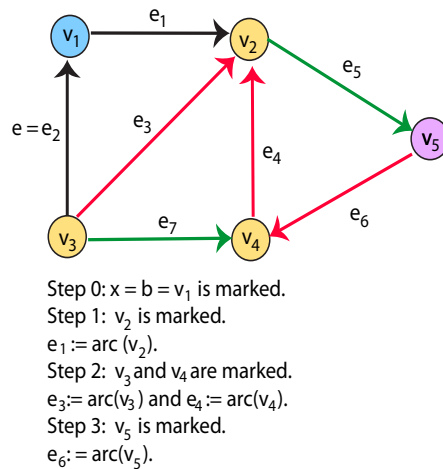 e₁
v₁
v₂
e₅
e = e₂
e₃
e₄
v₅
e₆
e₇
v₃
v₄
Step 0: x = b = v₁ is marked.
Step 1: v₂ is marked.
e₁ := arc (v₂).
Step 2: v₃ and v₄ are marked.
e₃ := arc(v₃) and e₄ := arc(v₄).
Step 3: v₅ is marked.
e₆ := arc(v₅).